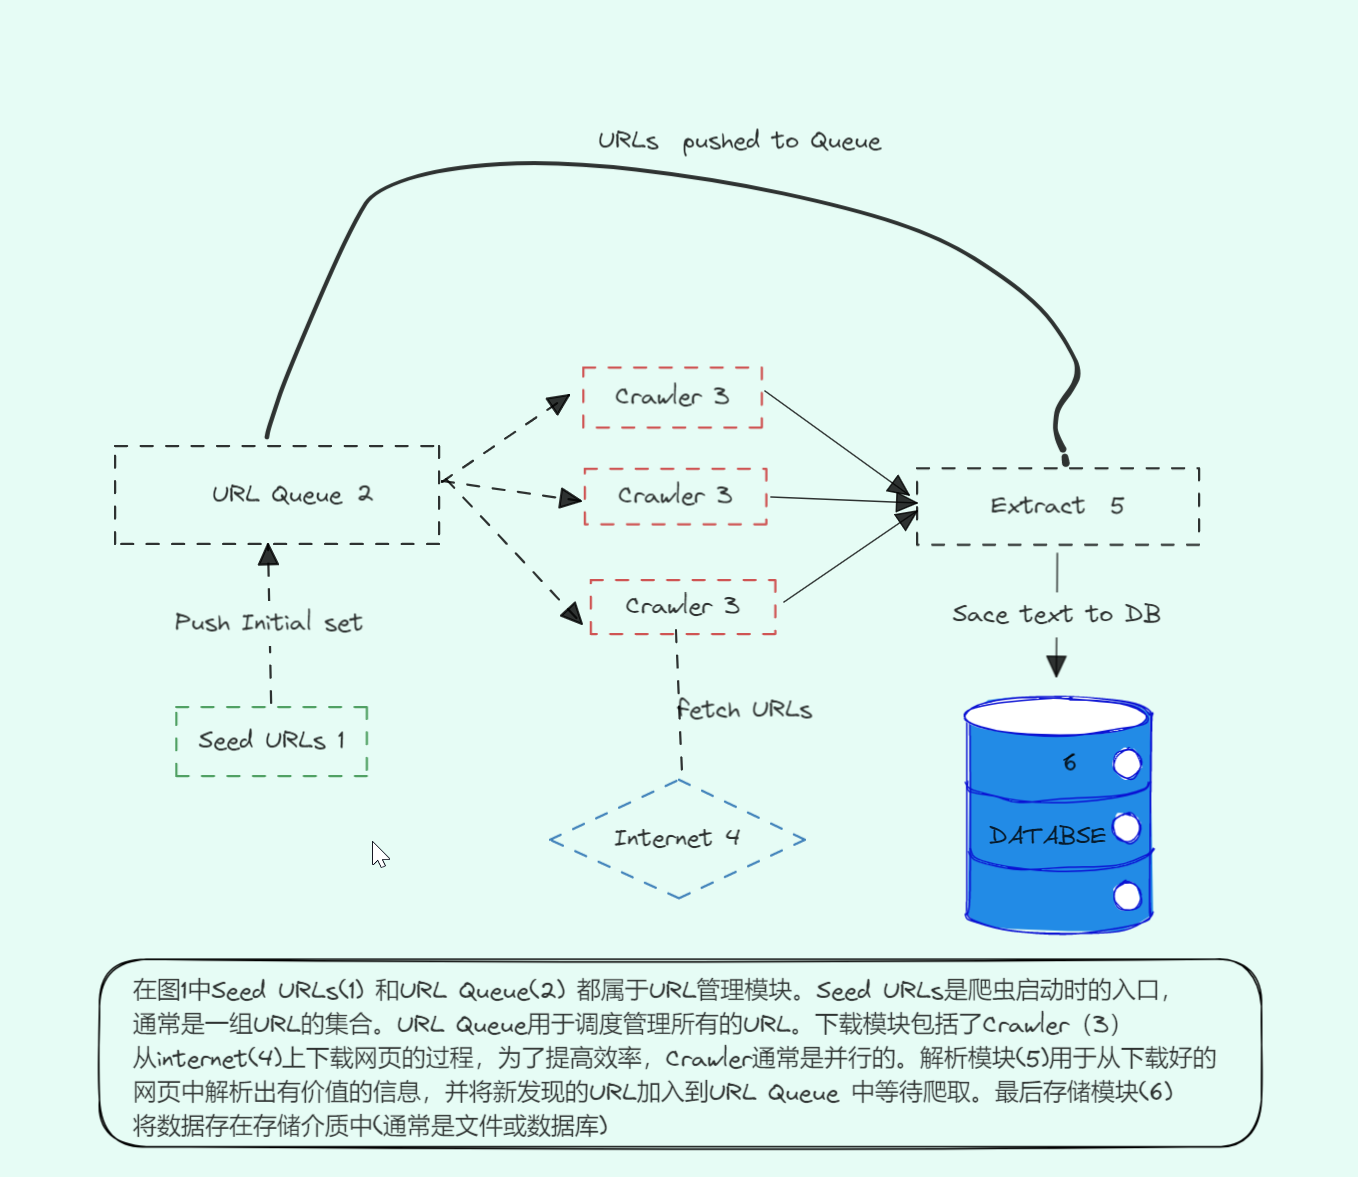 URLs pushed to Queue
Crawler 3
URL Queue 2
Crawler 3
Extract 5
Crawler 3
Push Initial set
Sace text to DB
fetch URLs
Seed URLs 1
6
Internet 4
DATABSE
在图1中Seed URLs(1) 和URL Queue(2) 都属于URL管理模块。Seed URLs是爬虫启动时的入口，
通常是一组URL的集合。URL Queue用于调度管理所有的URL。下载模块包括了Crawler（3）
从internet(4)上下载网页的过程，为了提高效率，Crawler通常是并行的。解析模块(5)用于从下载好的
网页中解析出有价值的信息，并将新发现的URL加入到URL Queue 中等待爬取。最后存储模块(6)
将数据存在存储介质中(通常是文件或数据库)